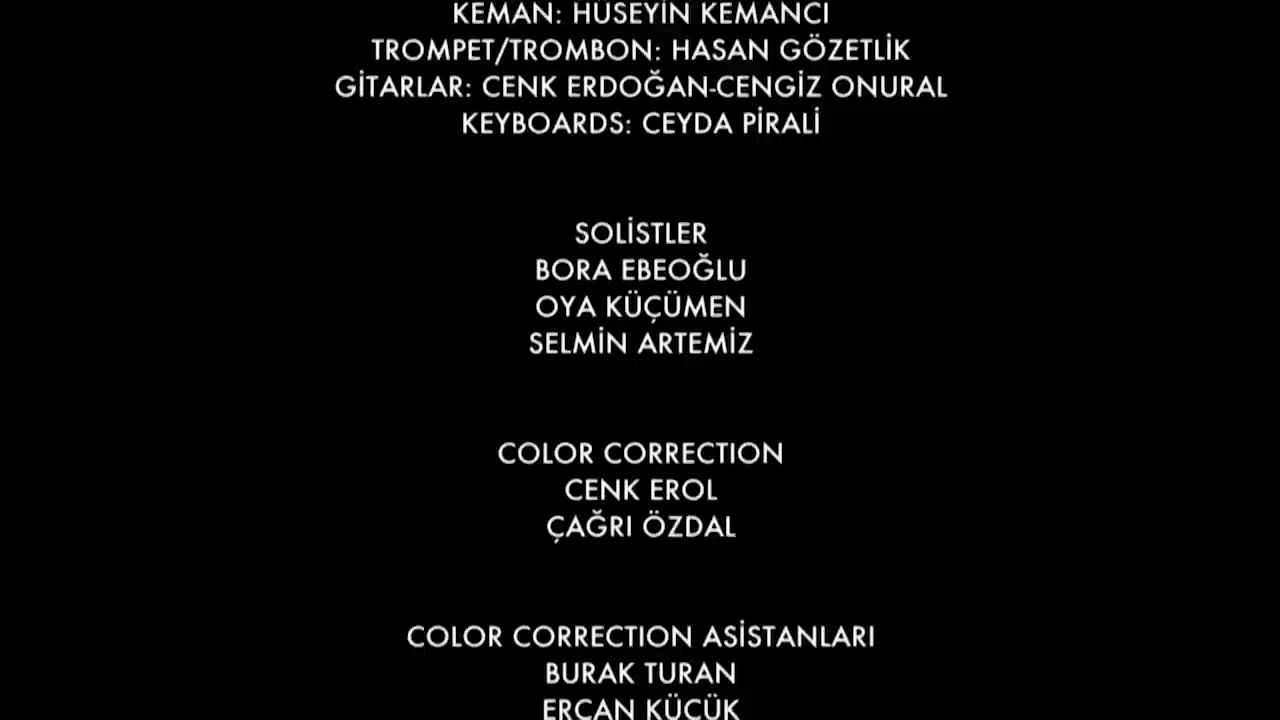 KEMAN: HÜSEYİN KEMANCI
TROMPET/TROMBON: HASAN GÖZETLİK
GİTARLAR: CENK ERDOĞAN-CENGİZ ONURAL
KEYBOARDS: CEYDA PİRALİ
SOLİSTLER
BORA EBEOĞLU
OYA KÜÇÜMEN
SELMİN ARTEMİZ
COLOR CORRECTION
CENK EROL
ÇAĞRI ÖZDAL
COLOR CORRECTION ASİSTANLARI
BURAK TURAN
ERCAN KÜÇÜK